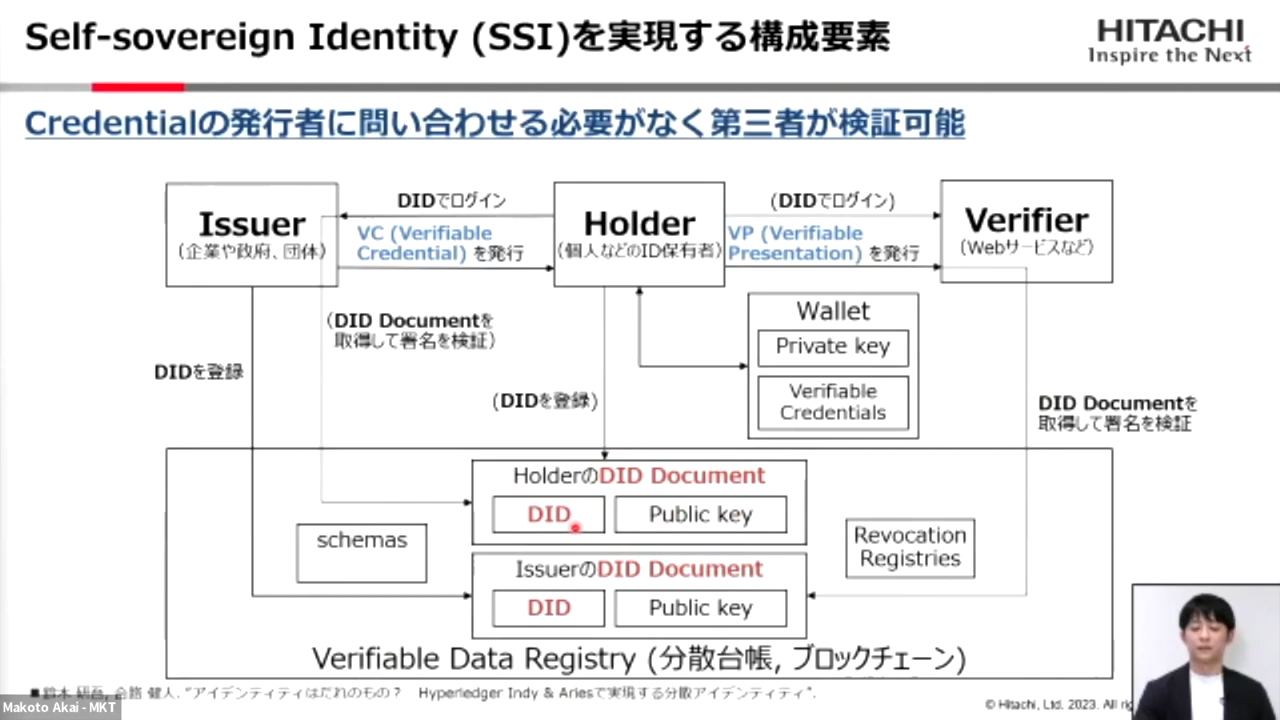 Self-sovereign Identity (SSI)を実現する構成要素
HITACHI
Inspire the Next
Credentialの発行者に問い合わせる必要がなく第三者が検証可能
Issuer
(企業や政府、団体)
DIDでログイン
VC (Verifiable
Credential) を発行
Holder
(個人などのID保有者)
(DIDでログイン)
VP (Verifiable
Presentation) を発行
Verifier
(Webサービスなど)
(DID Documentを
取得して署名を検証)
DIDを登録
(DIDを登録)
Wallet
Private key
Verifiable
Credentials
DID Documentを
取得して署名を検証
HolderのDID Document
DID
Public key
schemas
Revocation
Registries
IssuerのDID Document
DID
Public key
Verifiable Data Registry (分散台帳, ブロックチェーン)
■鈴木 研吾, 健人. "アイデンティティはだれのもの？ Hyperledger Indy & Ariesで実現する分散アイデンティティ".
Makoto Akai - MKT
© Hitachi, Ltd. 2023. All